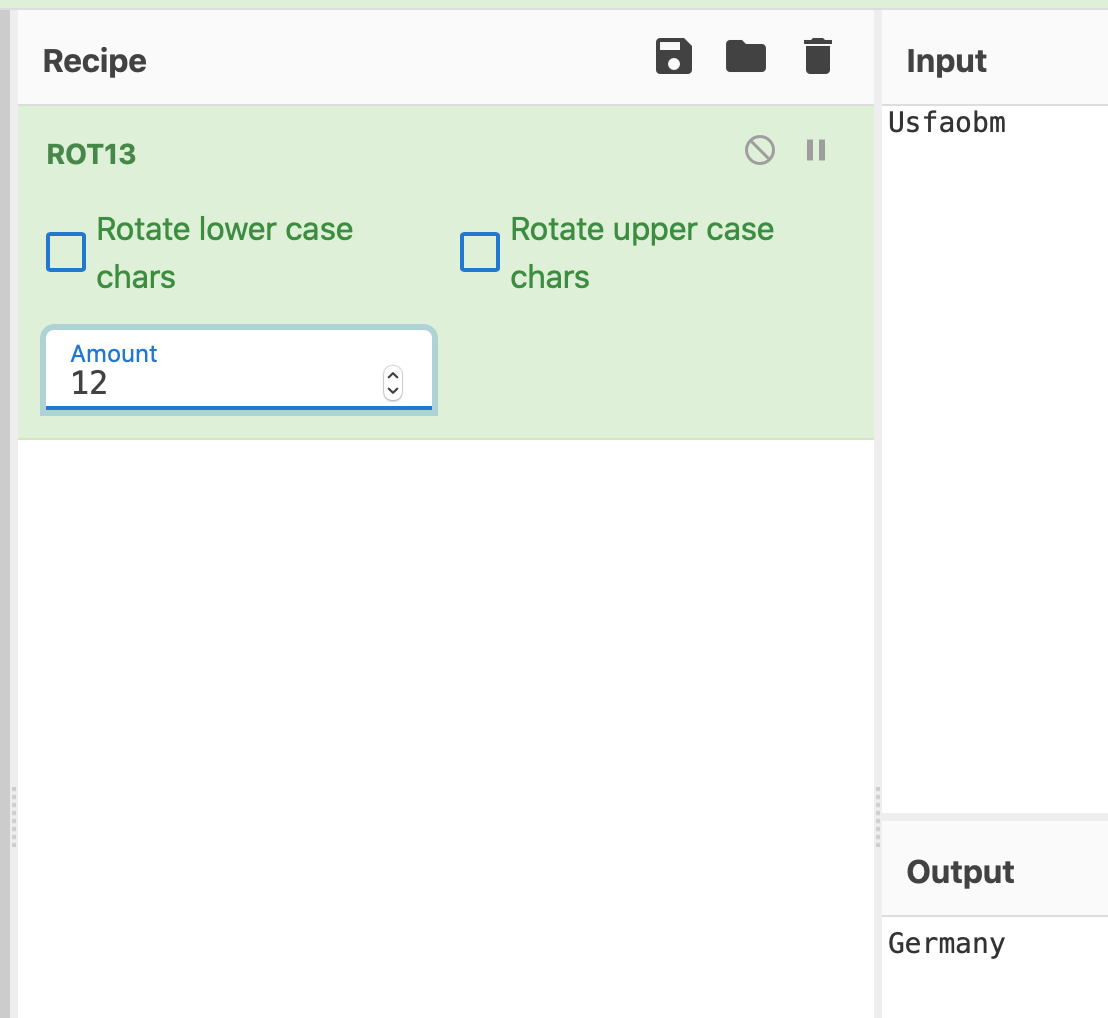 Recipe
ROT13
Rotate lower case
chars
Rotate upper case
chars
Amount
12
Input
Usfaobm
Output
Germany